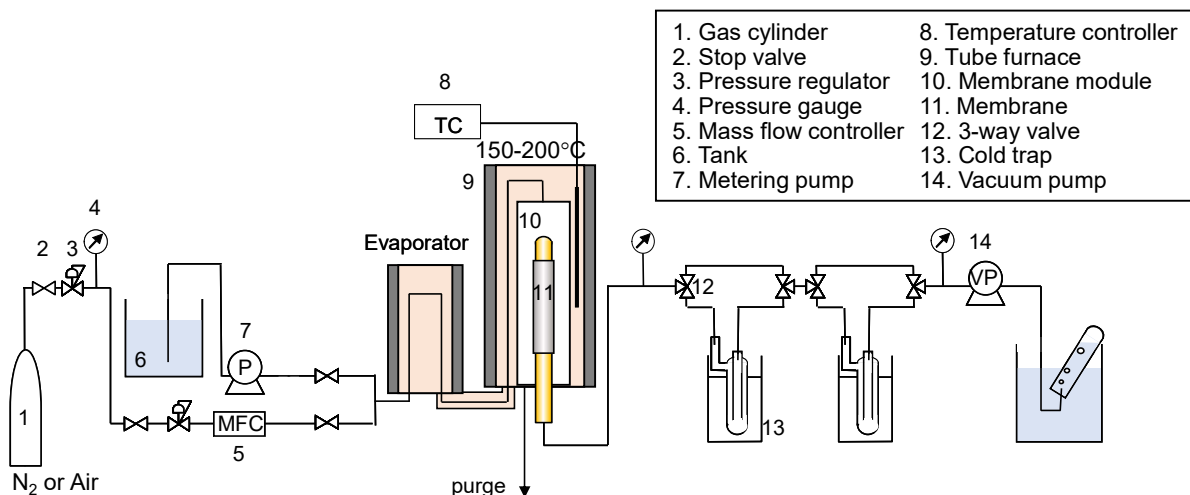 1. Gas cylinder
2. Stop valve
3. Pressure regulator
4. Pressure gauge
5. Mass flow controller
6. Tank
7. Metering pump
8. Temperature controller
9. Tube furnace
10. Membrane module
11. Membrane
12. 3-way valve
13. Cold trap
14. Vacuum pump
8
TC
150-200°C
9
4
10
14
2
3
Evaporator
11
12
VP
7
6
P
1
MFC
13
5
N₂ or Air
purge